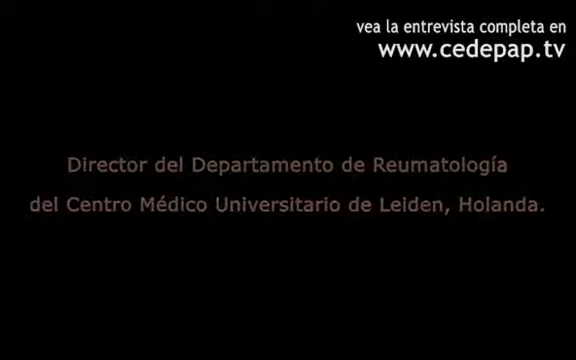 vea la entrevista completa en
www.cedepap.tv
Director del Departamento de Reumatología
del Centro Médico Universitario de Leiden, Holanda.